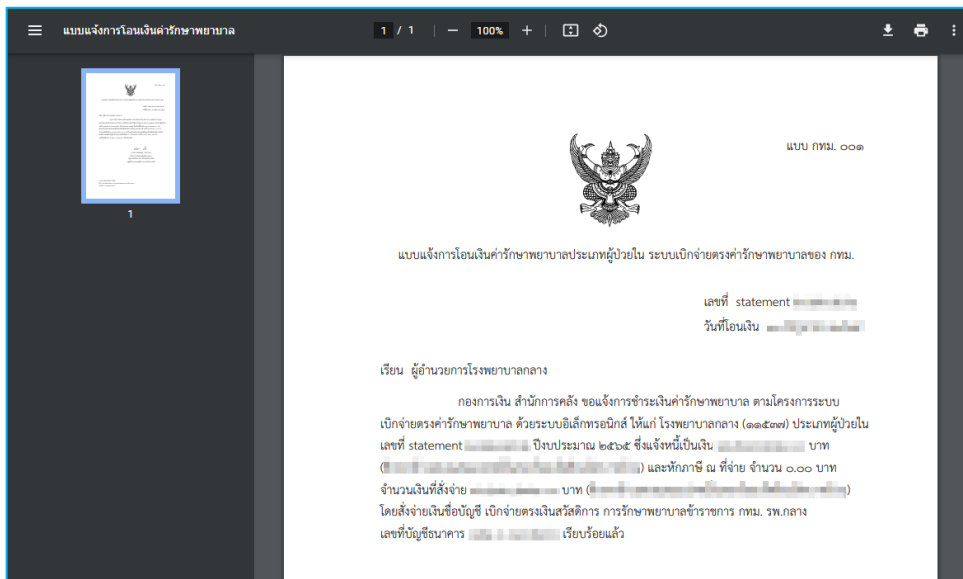 แบบแจ้งการโอนเงินค่ารักษาพยาบาล
1 / 1
100%
1
แบบ กทม. ๐๐๑
แบบแจ้งการโอนเงินค่ารักษาพยาบาลประเภทผู้ป่วยใน ระบบเบิกจ่ายตรงค่ารักษาพยาบาลของ กทม.
เลขที่ statement
วันที่โอนเงิน
เรียน ผู้อำนวยการโรงพยาบาลกลาง
กองการเงิน สำนักการคลัง ขอแจ้งการชำระเงินค่ารักษาพยาบาล ตามโครงการระบบ
เบิกจ่ายตรงค่ารักษาพยาบาล ด้วยระบบอิเล็กทรอนิกส์ ให้แก่ โรงพยาบาลกลาง (๑๑๕๓๗) ประเภทผู้ป่วยใน
เลขที่ statement ปีงบประมาณ ๒๕๖๕ ซึ่งแจ้งหนี้เป็นเงิน บาท
( ) และหักภาษี ณ ที่จ่าย จำนวน ๐.๐๐ บาท
จำนวนเงินที่สั่งจ่าย บาท ( )
โดยสั่งจ่ายเงินชื่อบัญชี เบิกจ่ายตรงเงินสวัสดิการ การรักษาพยาบาลข้าราชการ กทม. รพ.กลาง
เลขที่บัญชีธนาคาร เรียบร้อยแล้ว